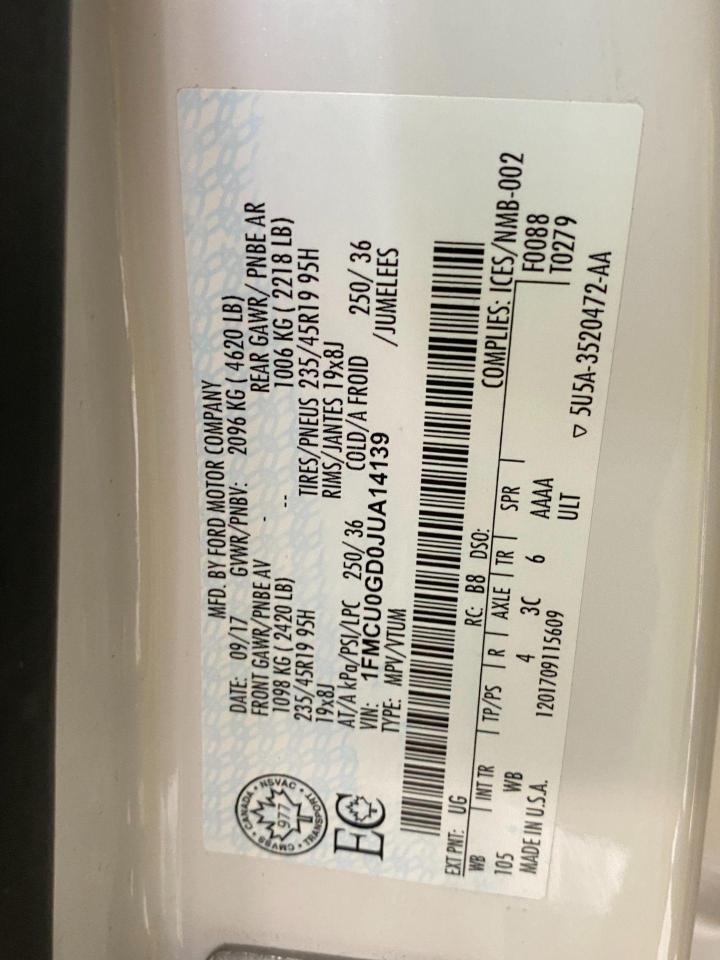 MFD. BY FORD MOTOR COMPANY
DATE: 09/17 GVWR/PNBV: 2096 KG ( 4620 LB)
FRONT GAWR/PNBE AV REAR GAWR/ PNBE AR
1098 KG ( 2420 LB) - 1006 KG ( 2218 LB)
235/45R19 95H -- TIRES/PNEUS 235/45R19 95H
19x8J RIMS/JANTES 19x8J
AT/A kPa/PSI/LPC 250/ 36 COLD/A FROID 250/ 36
VIN: 1FMCU0GD0JUA14139 /JUMELEES
TYPE: MPV/VTUM
CMVSS • CANADA • NSVAC • TRANSPORT •
977
EC
EXT PNT: UG RC: B8 DSO: COMPLIES: ICES/NMB-002
WB | INT TR | TP/PS | R | AXLE | TR | SPR | F0088
105 WB 4 3C 6 AAAA T0279
ULT
MADE IN U.S.A. 1201709115609 ▽ 5U5A-3520472-AA